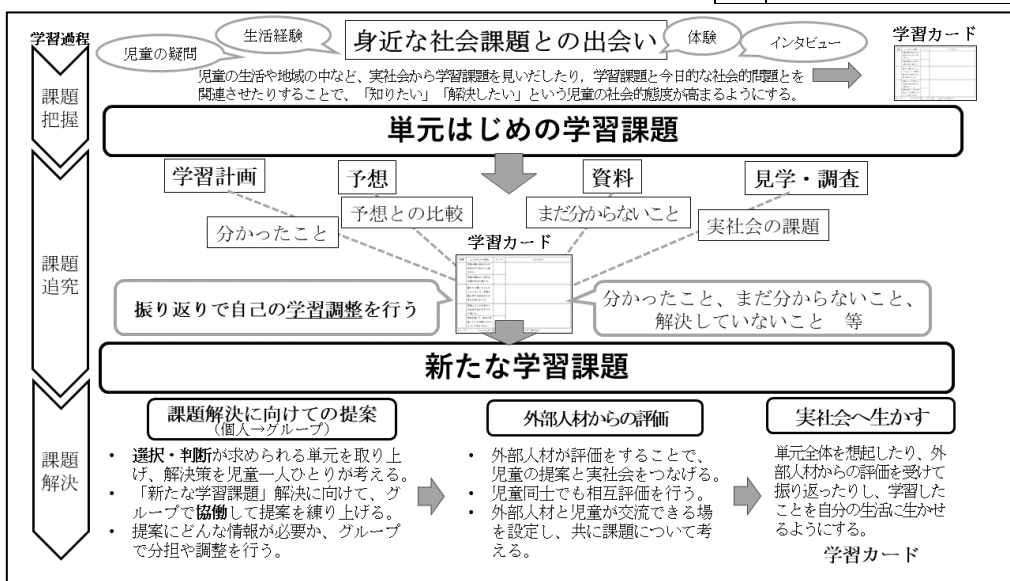 学習過程
課題
把握
課題
追究
課題
解決
児童の疑問
生活経験
身近な社会課題との出会い
体験
インタビュー
学習カード
児童の生活や地域の中など、実社会から学習課題を見いだしたり，学習課題と今日的な社会的問題とを
関連させたりすることで、「知りたい」「解決したい」という児童の社会的態度が高まるようにする。
単元はじめの学習課題
学習計画
予想
資料
見学・調査
分かったこと
予想との比較
まだ分からないこと
実社会の課題
学習カード
振り返りで自己の学習調整を行う
分かったこと、まだ分からないこと、
解決していないこと　等
新たな学習課題
課題解決に向けての提案
（個人→グループ）
• 選択・判断が求められる単元を取り上
げ、解決策を児童一人ひとりが考える。
• 「新たな学習課題」解決に向けて、グ
ループで協働して提案を練り上げる。
• 提案にどんな情報が必要か、グループ
で分担や調整を行う。
外部人材からの評価
• 外部人材が評価をすることで、
児童の提案と実社会をつなげる。
• 児童同士でも相互評価を行う。
• 外部人材と児童が交流できる場
を設定し、共に課題について考
える。
実社会へ生かす
単元全体を想起したり、外
部人材からの評価を受けて
振り返ったりし、学習した
ことを自分の生活に生かせ
るようにする。
学習カード